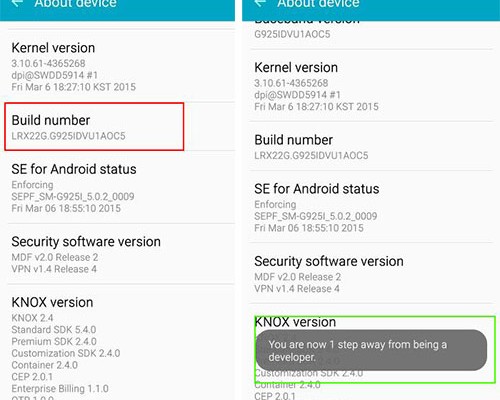 About device
Kernel version
3.10.61-4365268
dpi@SWDD5914 #1
Fri Mar 6 18:27:10 KST 2015
Build number
LRX22G.G925IDVU1AOC5
SE for Android status
Enforcing
SEPF_SM-G925I_5.0.2_0009
Fri Mar 06 18:55:10 2015
Security software version
MDF v2.0 Release 2
VPN v1.4 Release 4
KNOX version
KNOX 2.4
Standard SDK 5.4.0
Premium SDK 2.4.0
Customization SDK 2.4.0
Container 2.4.0
CEP 2.0.1
Enterprise Billing 1.1.0
OTP 1.0.0
About device
Baseband version
G925IDVU1AOC5
Kernel version
3.10.61-4365268
dpi@SWDD5914 #1
Fri Mar 6 18:27:10 KST 2015
Build number
LRX22G.G925IDVU1AOC5
SE for Android status
Enforcing
SEPF_SM-G925I_5.0.2_0009
Fri Mar 06 18:55:10 2015
Security software version
MDF v2.0 Release 2
VPN v1.4 Release 4
KNOX version
You are now 1 step away from being a
developer.
Customization SDK 2.4.0
Container 2.4.0
CEP 2.0.1